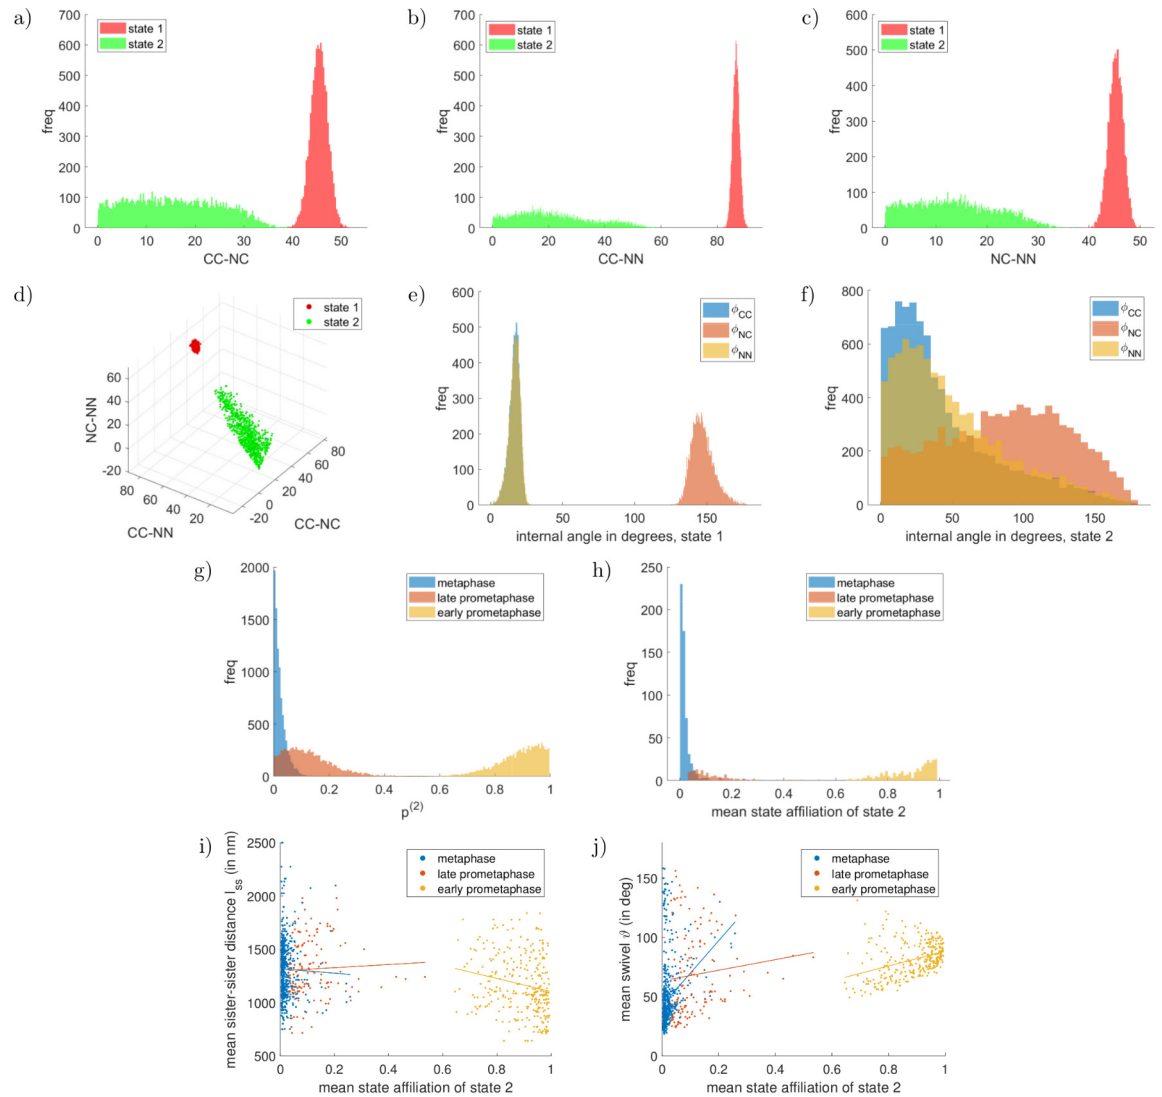 a)
700
600
500
400
300
200
100
0
freq
state 1
state 2
0 10 20 30 40 50
CC-NC
b)
700
600
500
400
300
200
100
0
freq
state 1
state 2
0 20 40 60 80
CC-NN
c)
600
500
400
300
200
100
0
freq
state 1
state 2
0 10 20 30 40 50
NC-NN
d)
state 1
state 2
60
40
20
0
-20
NC-NN
80
60
40
20
CC-NN
-20
0
20
40
60
80
CC-NC
e)
600
500
400
300
200
100
0
freq
ϕCC
ϕNC
ϕNN
0 50 100 150
internal angle in degrees, state 1
f)
800
600
400
200
0
freq
ϕCC
ϕNC
ϕNN
0 50 100 150
internal angle in degrees, state 2
g)
2000
1500
1000
500
0
freq
metaphase
late prometaphase
early prometaphase
0 0.2 0.4 0.6 0.8 1
p(2)
h)
250
200
150
100
50
0
freq
metaphase
late prometaphase
early prometaphase
0 0.2 0.4 0.6 0.8 1
mean state affiliation of state 2
i)
2500
2000
1500
1000
500
mean sister-sister distance lss (in nm)
metaphase
late prometaphase
early prometaphase
0 0.2 0.4 0.6 0.8 1
mean state affiliation of state 2
j)
150
100
50
0
mean swivel ϑ (in deg)
metaphase
late prometaphase
early prometaphase
0 0.2 0.4 0.6 0.8 1
mean state affiliation of state 2